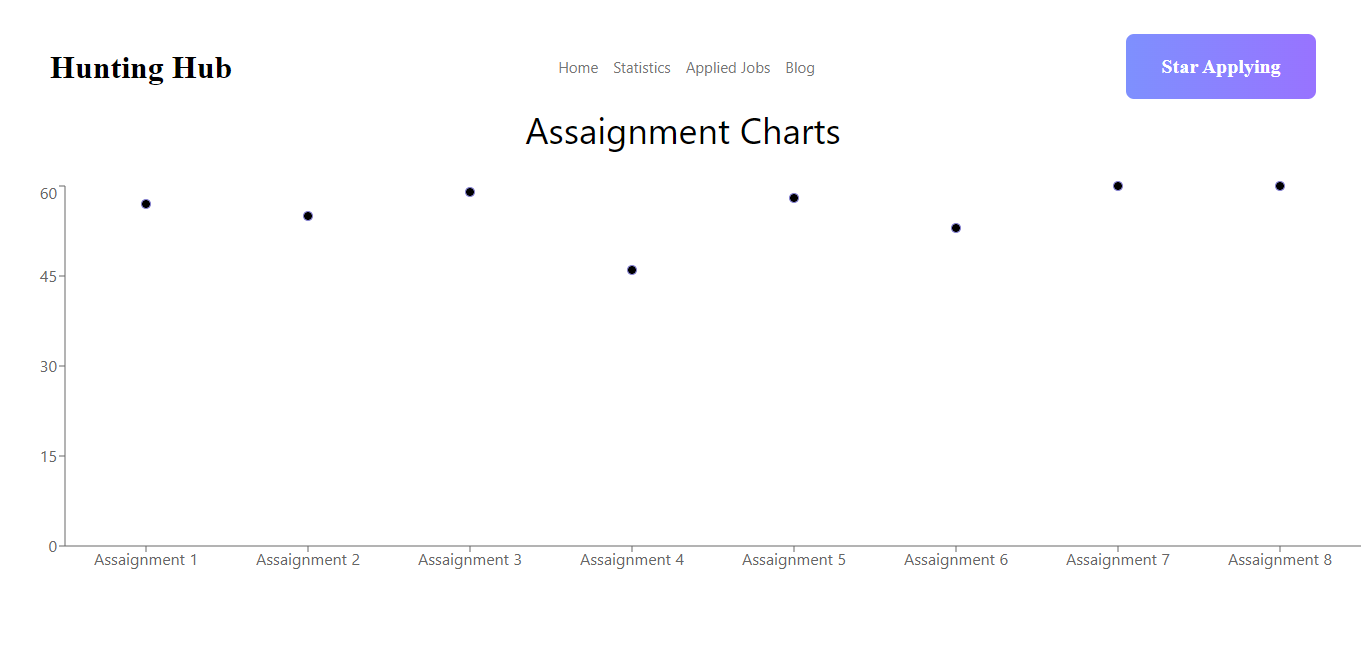 Hunting Hub
Home Statistics Applied Jobs Blog
Star Applying
Assaignment Charts
60
45
30
15
0
Assaignment 1 Assaignment 2 Assaignment 3 Assaignment 4 Assaignment 5 Assaignment 6 Assaignment 7 Assaignment 8